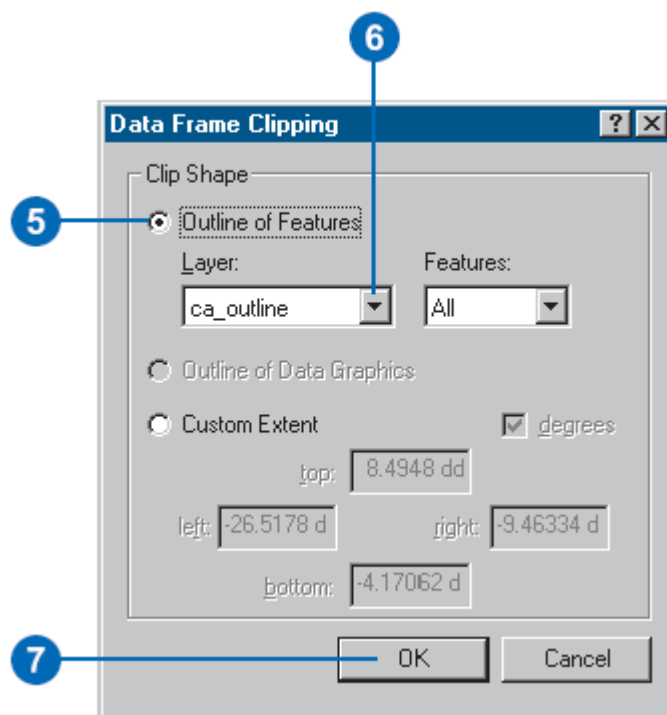 6
Data Frame Clipping
Clip Shape
5
Outline of Features
Layer: Features:
ca_outline All
Outline of Data Graphics
Custom Extent degrees
top: 8.4948 dd
left: -26.5178 d right: -9.46334 d
bottom: -4.17062 d
7
OK Cancel